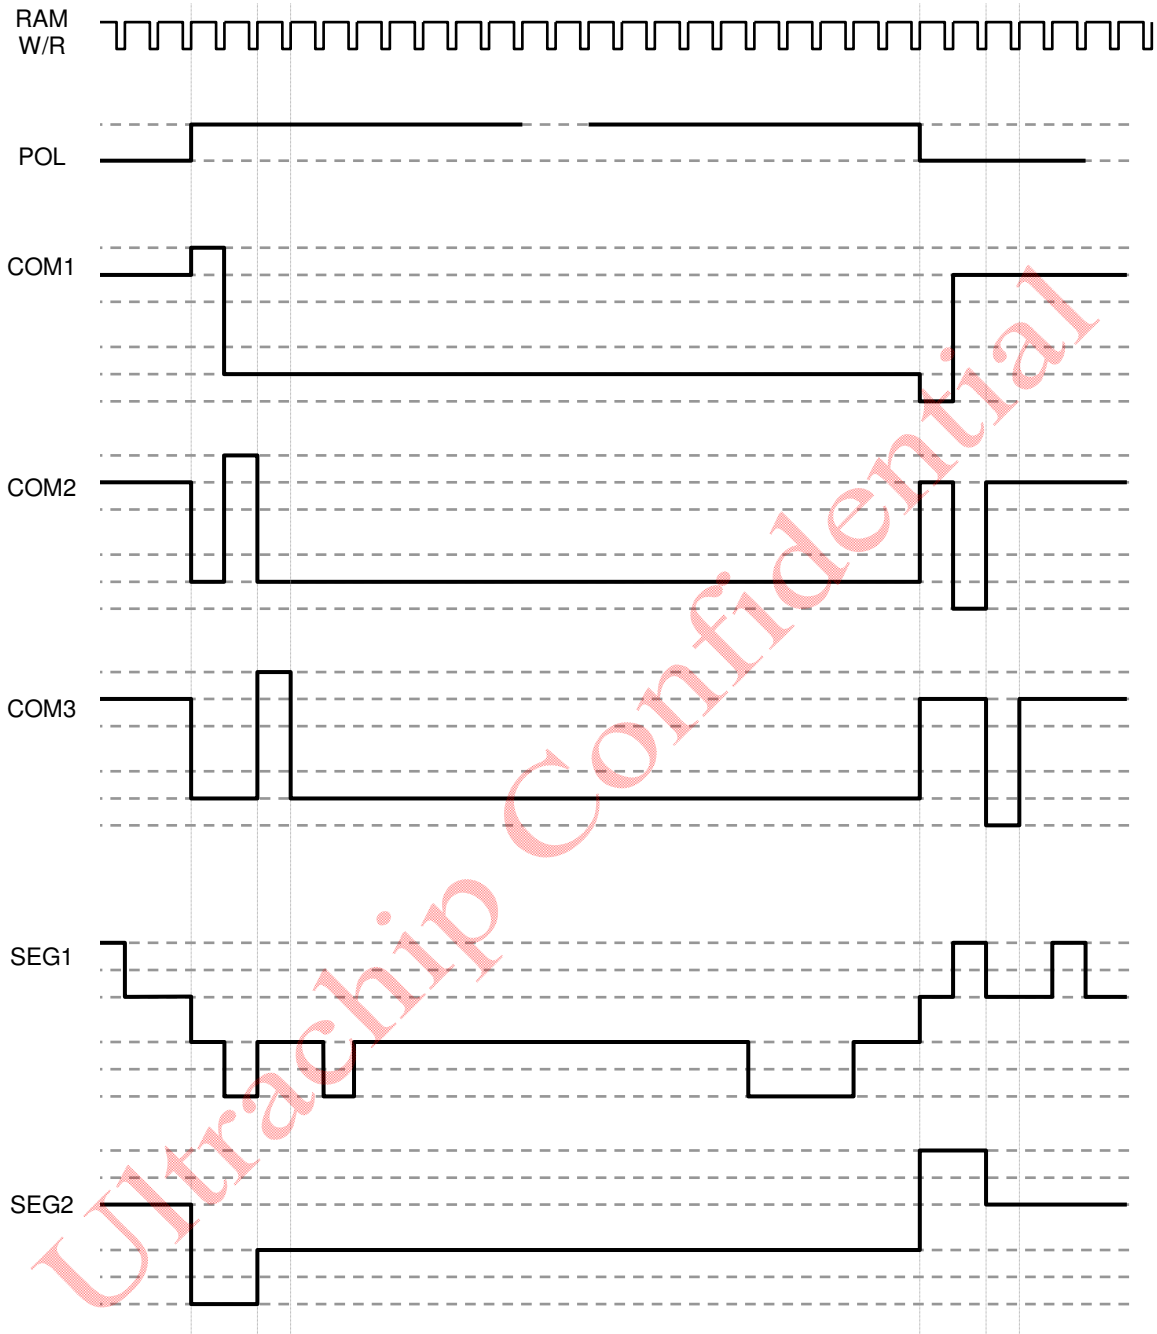 RAM
W/R
POL
COM1
COM2
COM3
SEG1
SEG2
Ultrachip Confidential